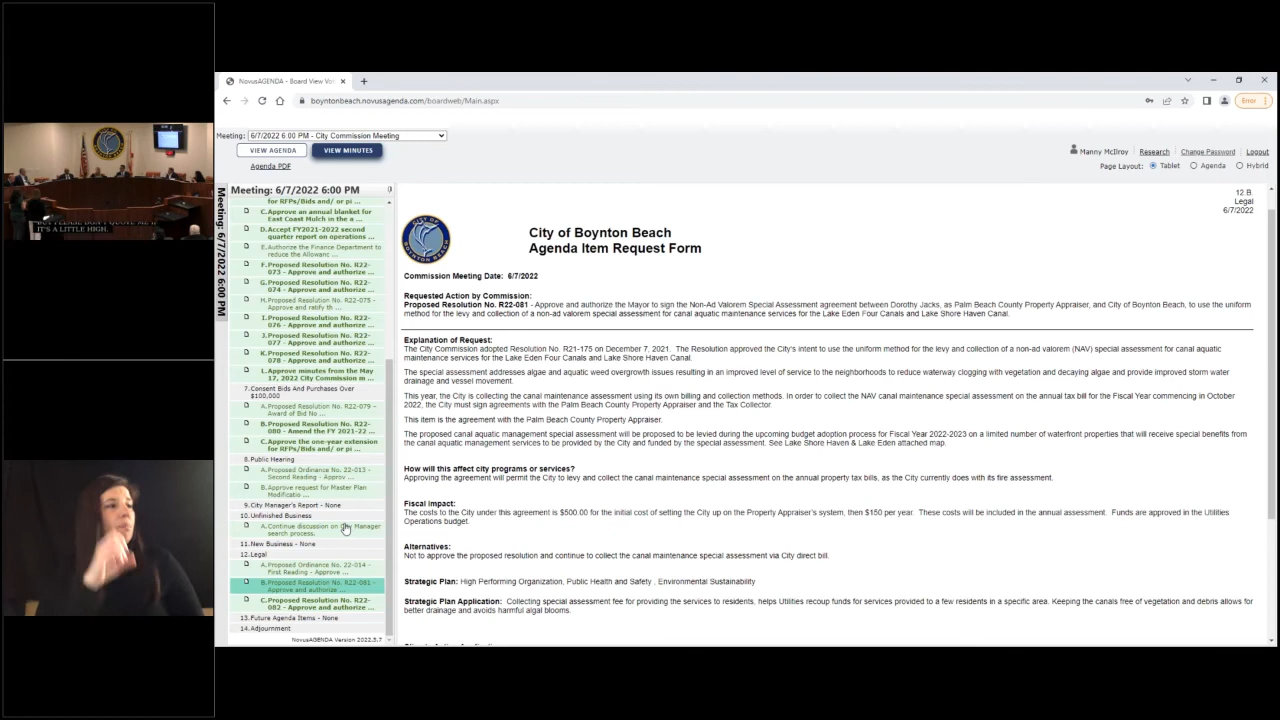 BUT PLEASE DON'T QUOTE ME IF
IT'S A LITTLE HIGH.
NovusAGENDA - Board View Vo
boyntonbeach.novusagenda.com/boardweb/Main.aspx
Error
Meeting: 6/7/2022 6:00 PM - City Commission Meeting
VIEW AGENDA VIEW MINUTES
Agenda PDF
Manny McIlroy Research Change Password Logout
Page Layout: Tablet Agenda Hybrid
Meeting: 6/7/2022 6:00 PM
Meeting: 6/7/2022 6:00 PM
for RFPs/Bids and/ or pi ...
C.Approve an annual blanket for
East Coast Mulch in the a ...
D.Accept FY2021-2022 second
quarter report on operations ...
E.Authorize the Finance Department to
reduce the Allowanc ...
F.Proposed Resolution No. R22-
073 - Approve and authorize ...
G.Proposed Resolution No. R22-
074 - Approve and authorize ...
H.Proposed Resolution No. R22-075 -
Approve and ratify th ...
I.Proposed Resolution No. R22-
076 - Approve and authorize ...
J.Proposed Resolution No. R22-
077 - Approve and authorize ...
K.Proposed Resolution No. R22-
078 - Approve and authorize ...
L.Approve minutes from the May
17, 2022 City Commission m ...
7.Consent Bids And Purchases Over
$100,000
A.Proposed Resolution No. R22-079 -
Award of Bid No ...
B.Proposed Resolution No. R22-
080 - Amend the FY 2021-22 ...
C.Approve the one-year extension
for RFPs/Bids and/or pi ...
8.Public Hearing
A.Proposed Ordinance No. 22-013 -
Second Reading - Approv ...
B.Approve request for Master Plan
Modificatio ...
9.City Manager's Report - None
10.Unfinished Business
A.Continue discussion on City Manager
search process.
11.New Business - None
12.Legal
A.Proposed Ordinance No. 22-014 -
First Reading - Approve ...
B.Proposed Resolution No. R22-081 -
Approve and authorize ...
C.Proposed Resolution No. R22-
082 - Approve and authorize ...
13.Future Agenda Items - None
14.Adjournment
NovusAGENDA Version 2022.5.7
12.B.
Legal
6/7/2022
CITY OF
BOYNTON BEACH
City of Boynton Beach
Agenda Item Request Form
Commission Meeting Date: 6/7/2022
Requested Action by Commission:
Proposed Resolution No. R22-081 - Approve and authorize the Mayor to sign the Non-Ad Valorem Special Assessment agreement between Dorothy Jacks, as Palm Beach County Property Appraiser, and City of Boynton Beach, to use the uniform
method for the levy and collection of a non-ad valorem special assessment for canal aquatic maintenance services for the Lake Eden Four Canals and Lake Shore Haven Canal.
Explanation of Request:
The City Commission adopted Resolution No. R21-175 on December 7, 2021. The Resolution approved the City's intent to use the uniform method for the levy and collection of a non-ad valorem (NAV) special assessment for canal aquatic
maintenance services for the Lake Eden Four Canals and Lake Shore Haven Canal.
The special assessment addresses algae and aquatic weed overgrowth issues resulting in an improved level of service to the neighborhoods to reduce waterway clogging with vegetation and decaying algae and provide improved storm water
drainage and vessel movement.
This year, the City is collecting the canal maintenance assessment using its own billing and collection methods. In order to collect the NAV canal maintenance special assessment on the annual tax bill for the Fiscal Year commencing in October
2022, the City must sign agreements with the Palm Beach County Property Appraiser and the Tax Collector.
This item is the agreement with the Palm Beach County Property Appraiser.
The proposed canal aquatic management special assessment will be proposed to be levied during the upcoming budget adoption process for Fiscal Year 2022-2023 on a limited number of waterfront properties that will receive special benefits from
the canal aquatic management services to be provided by the City and funded by the special assessment. See Lake Shore Haven & Lake Eden attached map.
How will this affect city programs or services?
Approving the agreement will permit the City to levy and collect the canal maintenance special assessment on the annual property tax bills, as the City currently does with its fire assessment.
Fiscal Impact:
The costs to the City under this agreement is $500.00 for the initial cost of setting the City up on the Property Appraiser's system, then $150 per year. These costs will be included in the annual assessment. Funds are approved in the Utilities
Operations budget.
Alternatives:
Not to approve the proposed resolution and continue to collect the canal maintenance special assessment via City direct bill.
Strategic Plan: High Performing Organization, Public Health and Safety , Environmental Sustainability
Strategic Plan Application: Collecting special assessment fee for providing the services to residents, helps Utilities recoup funds for services provided to a few residents in a specific area. Keeping the canals free of vegetation and debris allows for
better drainage and avoids harmful algal blooms.